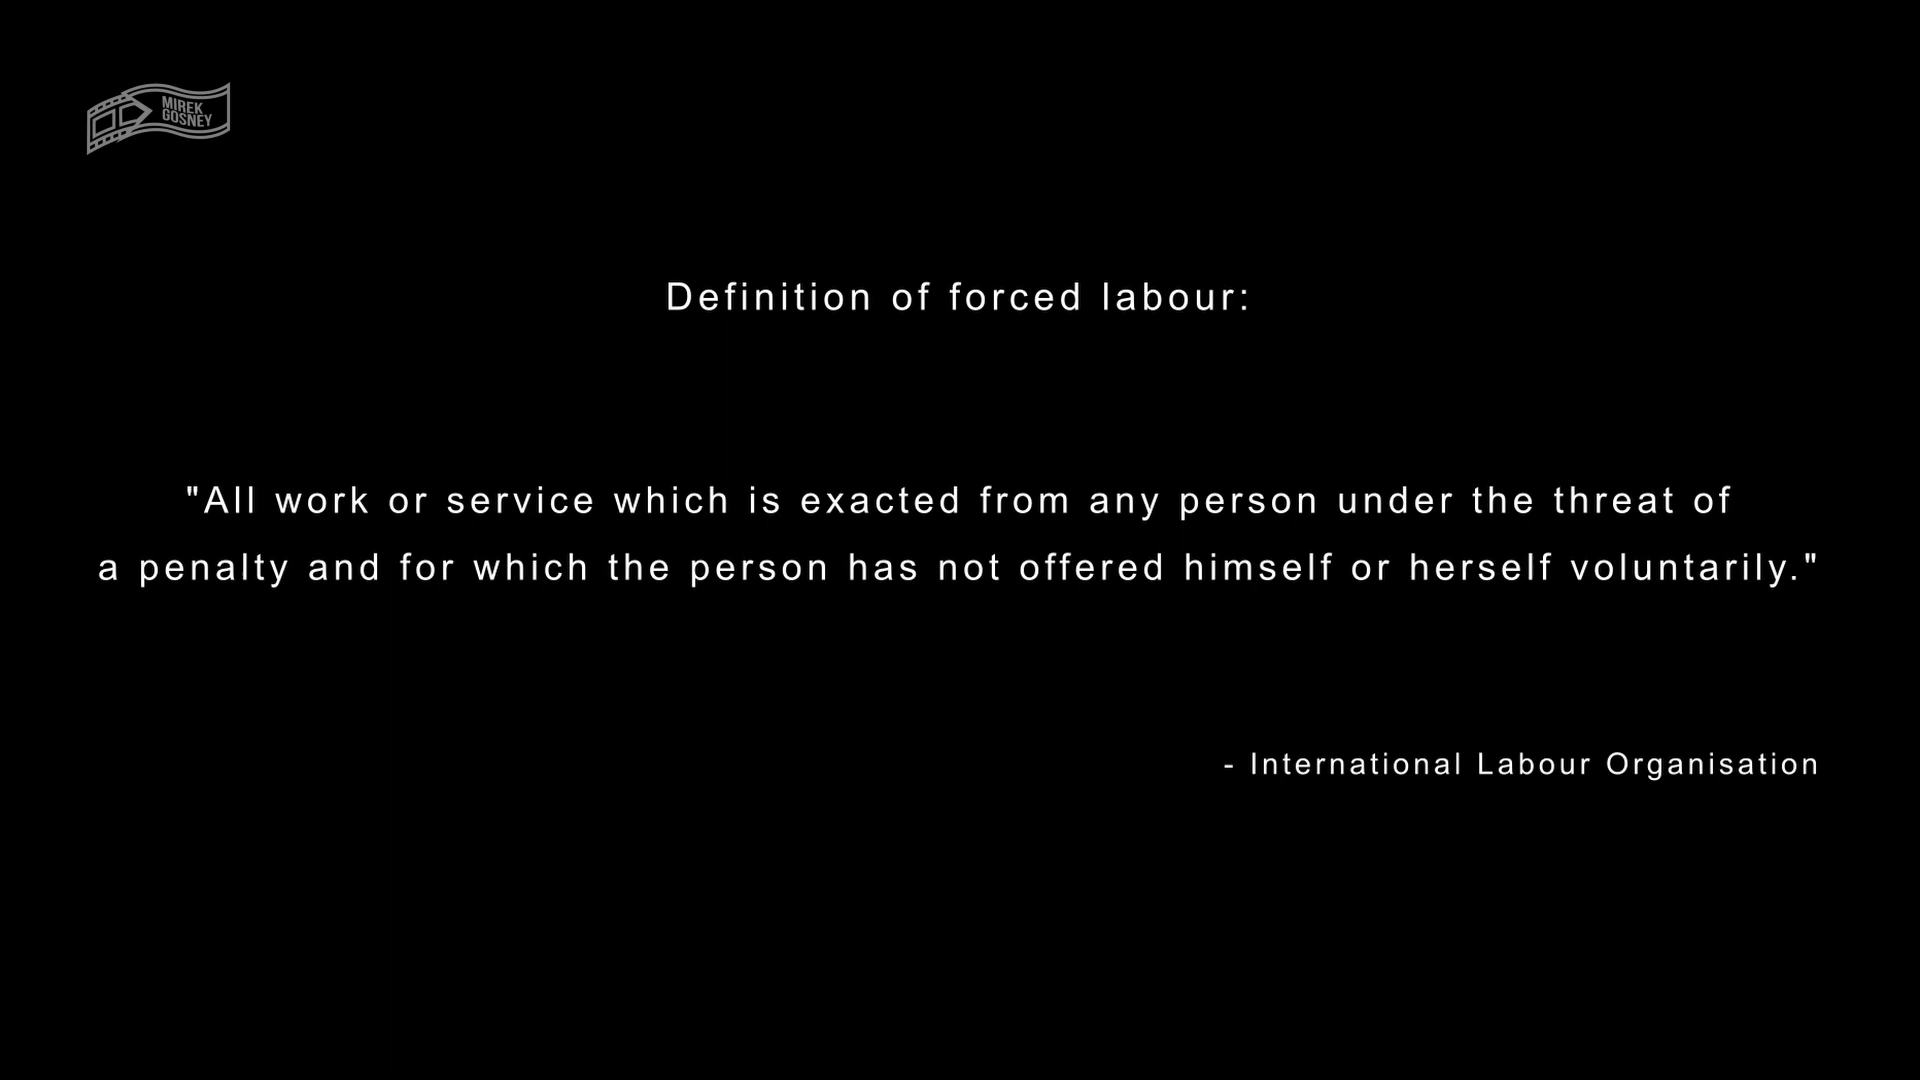 MIREK
GOSNEY
Definition of forced labour:
"All work or service which is exacted from any person under the threat of
a penalty and for which the person has not offered himself or herself voluntarily."
- International Labour Organisation